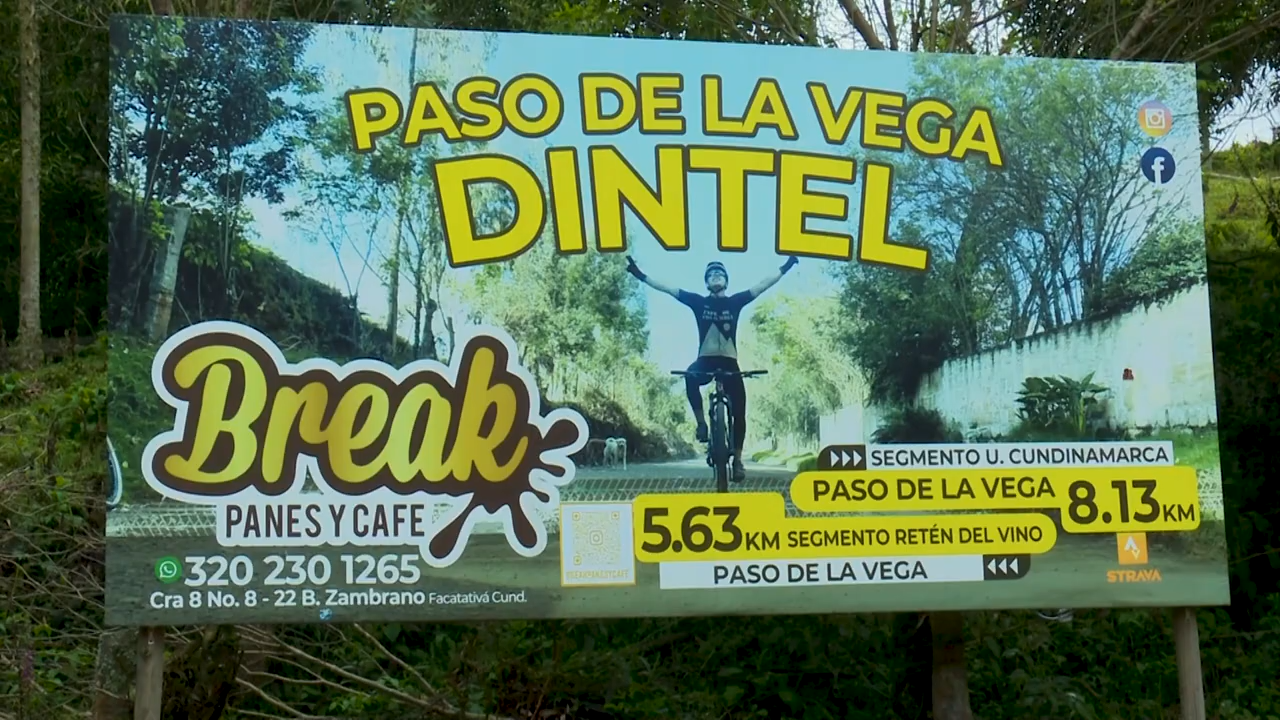 PASO DE LA VEGA
DINTEL
Break
PANES Y CAFE
320 230 1265
Cra 8 No. 8 - 22 B. Zambrano Facatativá Cund.
SEGMENTO U. CUNDINAMARCA
PASO DE LA VEGA 8.13 KM
5.63 KM SEGMENTO RETÉN DEL VINO
PASO DE LA VEGA
STRAVA